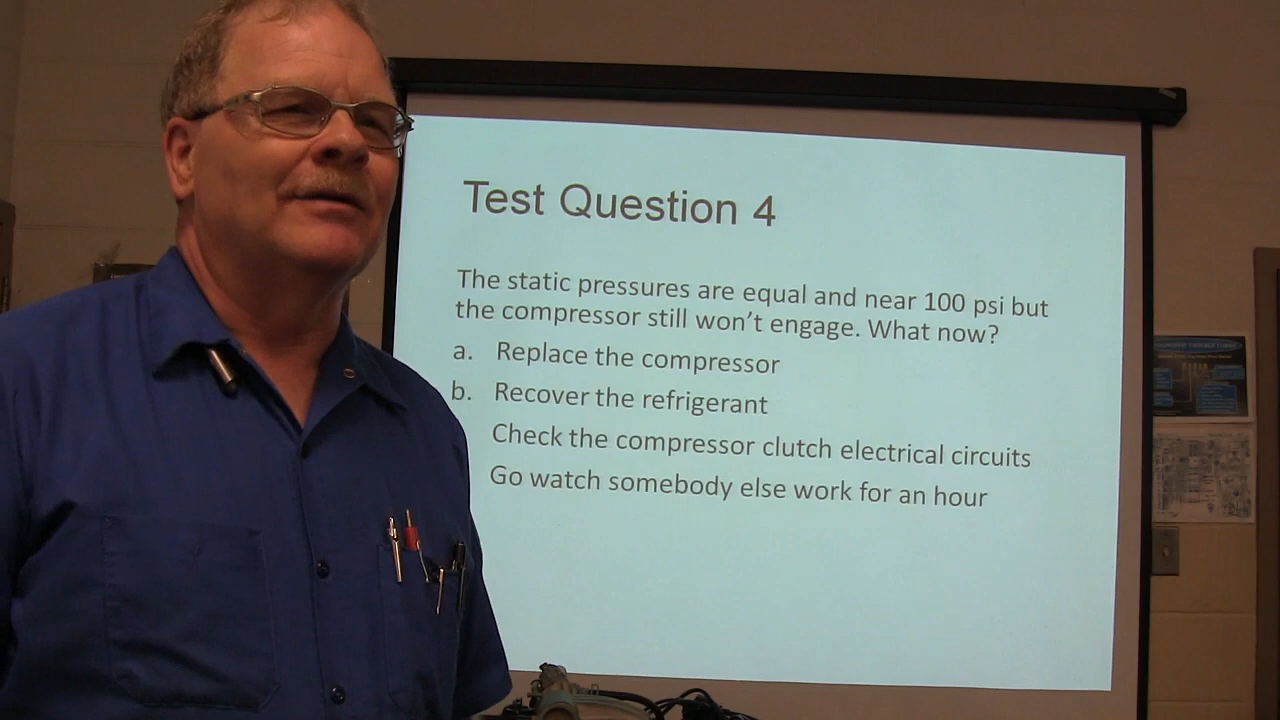 Test Question 4
The static pressures are equal and near 100 psi but
the compressor still won't engage. What now?
a. Replace the compressor
b. Recover the refrigerant
Check the compressor clutch electrical circuits
Go watch somebody else work for an hour